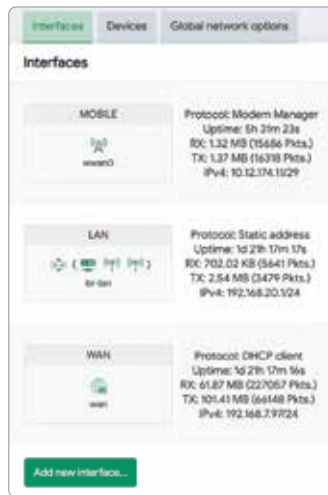 Interfaces Devices Global network options
Interfaces
MOBILE
wwan0
Protocol: Modem Manager
Uptime: 5h 31m 23s
RX: 1.32 MB (15686 Pkts.)
TX: 1.37 MB (16318 Pkts.)
IPv4: 10.12.174.11/29
LAN
br-lan
Protocol: Static address
Uptime: 1d 21h 17m 17s
RX: 702.02 KB (5641 Pkts.)
TX: 2.54 MB (3479 Pkts.)
IPv4: 192.168.20.1/24
WAN
wan
Protocol: DHCP client
Uptime: 1d 21h 17m 16s
RX: 61.87 MB (227057 Pkts.)
TX: 101.41 MB (66148 Pkts.)
IPv4: 192.168.7.97/24
Add new interface...